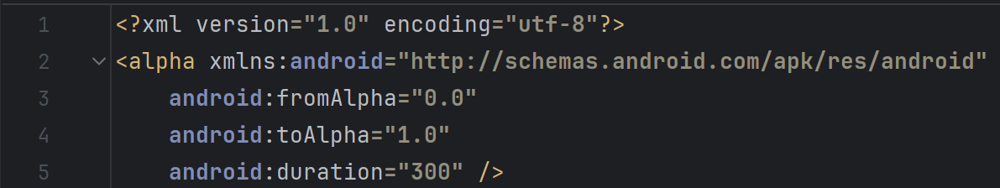 1 <?xml version="1.0" encoding="utf-8"?>
2 <alpha xmlns:android="http://schemas.android.com/apk/res/android"
3     android:fromAlpha="0.0"
4     android:toAlpha="1.0"
5     android:duration="300" />